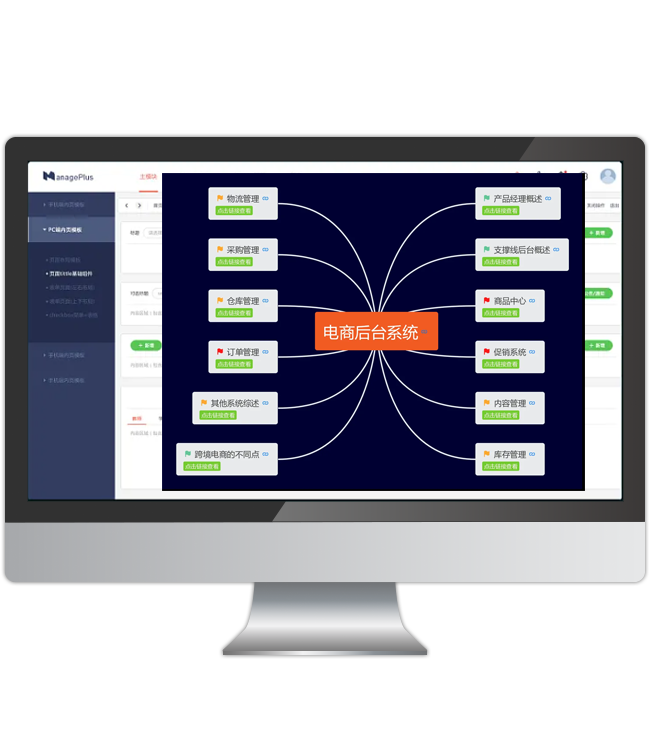 ManagePlus
主模块
手机端内页模板
PC端内页模板
页面title基础组件
标题
+ 新增
+ 新增
+ 新增
物流管理
点击链接查看
采购管理
点击链接查看
仓库管理
点击链接查看
订单管理
点击链接查看
其他系统综述
点击链接查看
跨境电商的不同点
点击链接查看
电商后台系统
产品经理概述
点击链接查看
支撑线后台概述
点击链接查看
商品中心
点击链接查看
促销系统
点击链接查看
内容管理
点击链接查看
库存管理
点击链接查看
手机端内页模板
手机端内页模板